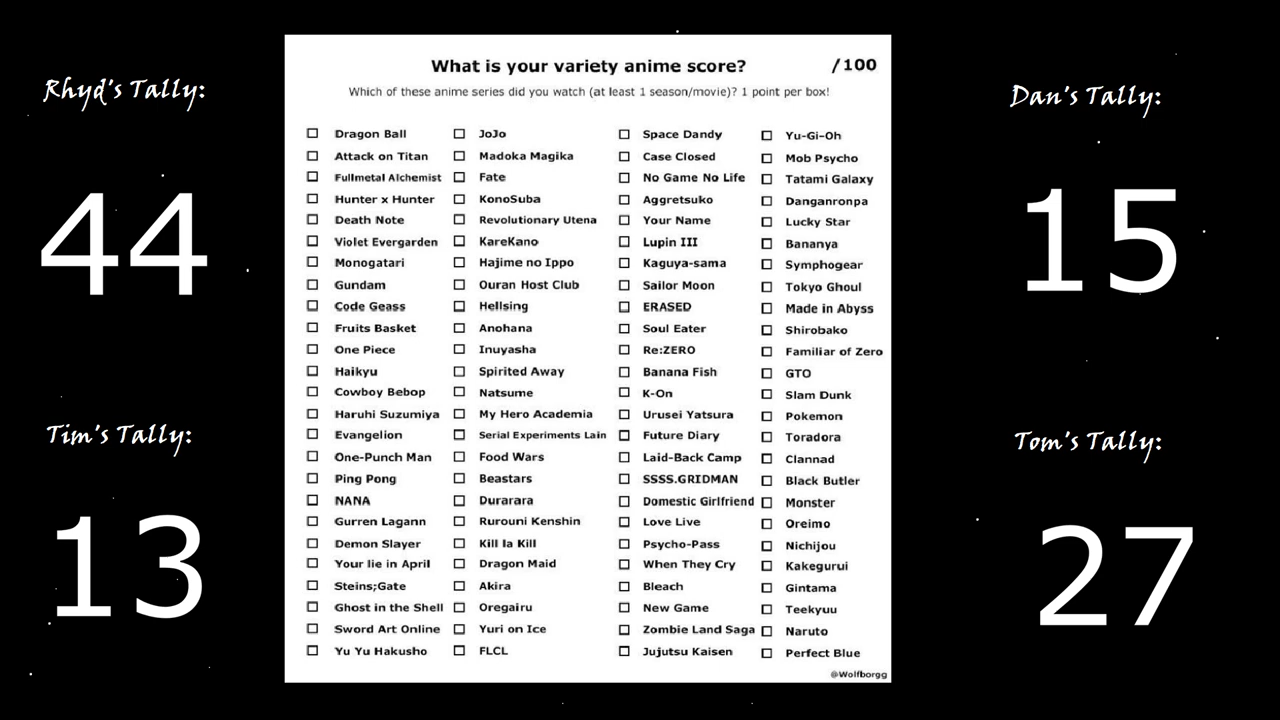 Rhyd's Tally:
44
Tim's Tally:
13
What is your variety anime score?
/100
Which of these anime series did you watch (at least 1 season/movie)? 1 point per box!
Dragon Ball
Attack on Titan
Fullmetal Alchemist
Hunter x Hunter
Death Note
Violet Evergarden
Monogatari
Gundam
Code Geass
Fruits Basket
One Piece
Haikyu
Cowboy Bebop
Haruhi Suzumiya
Evangelion
One-Punch Man
Ping Pong
NANA
Gurren Lagann
Demon Slayer
Your lie in April
Steins;Gate
Ghost in the Shell
Sword Art Online
Yu Yu Hakusho
JoJo
Madoka Magika
Fate
KonoSuba
Revolutionary Utena
KareKano
Hajime no Ippo
Ouran Host Club
Hellsing
Anohana
Inuyasha
Spirited Away
Natsume
My Hero Academia
Serial Experiments Lain
Food Wars
Beastars
Durarara
Rurouni Kenshin
Kill la Kill
Dragon Maid
Akira
Oregairu
Yuri on Ice
FLCL
Space Dandy
Case Closed
No Game No Life
Aggretsuko
Your Name
Lupin III
Kaguya-sama
Sailor Moon
ERASED
Soul Eater
Re:ZERO
Banana Fish
K-On
Urusei Yatsura
Future Diary
Laid-Back Camp
SSSS.GRIDMAN
Domestic Girlfriend
Love Live
Psycho-Pass
When They Cry
Bleach
New Game
Zombie Land Saga
Jujutsu Kaisen
Yu-Gi-Oh
Mob Psycho
Tatami Galaxy
Danganronpa
Lucky Star
Bananya
Symphogear
Tokyo Ghoul
Made in Abyss
Shirobako
Familiar of Zero
GTO
Slam Dunk
Pokemon
Toradora
Clannad
Black Butler
Monster
Oreimo
Nichijou
Kakegurui
Gintama
Teekyuu
Naruto
Perfect Blue
@Wolfborgg
Dan's Tally:
15
Tom's Tally:
27